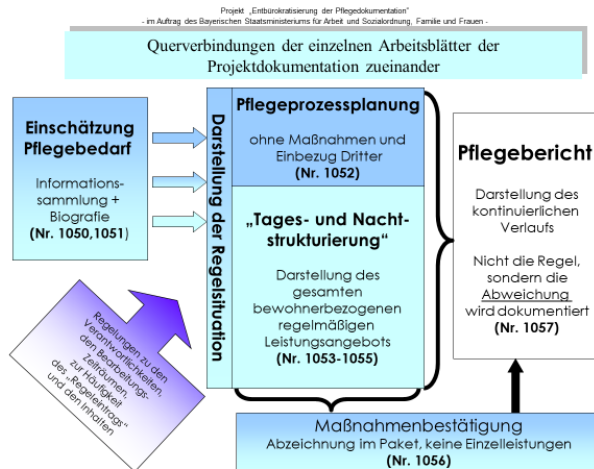 Projekt „Entbürokratisierung der Pflegedokumentation"
- im Auftrag des Bayerischen Staatsministeriums für Arbeit und Sozialordnung, Familie und Frauen -
Querverbindungen der einzelnen Arbeitsblätter der
Projektdokumentation zueinander
Einschätzung
Pflegebedarf
Informations-
sammlung +
Biografie
(Nr. 1050,1051)
Darstellung der Regelsituation
Pflegeprozessplanung
ohne Maßnahmen und
Einbezug Dritter
(Nr. 1052)
„Tages- und Nacht-
strukturierung“
Darstellung des
gesamten
bewohnerbezogenen
regelmäßigen
Leistungsangebots
(Nr. 1053-1055)
Pflegebericht
Darstellung des
kontinuierlichen
Verlaufs
Nicht die Regel,
sondern die
Abweichung
wird dokumentiert
(Nr. 1057)
Regelungen zu den
Verantwortlichkeiten,
den Bearbeitungs-
Zeiträumen,
zur Häufigkeit
des „Regeleintrags"
und den Inhalten
Maßnahmenbestätigung
Abzeichnung im Paket, keine Einzelleistungen
(Nr. 1056)